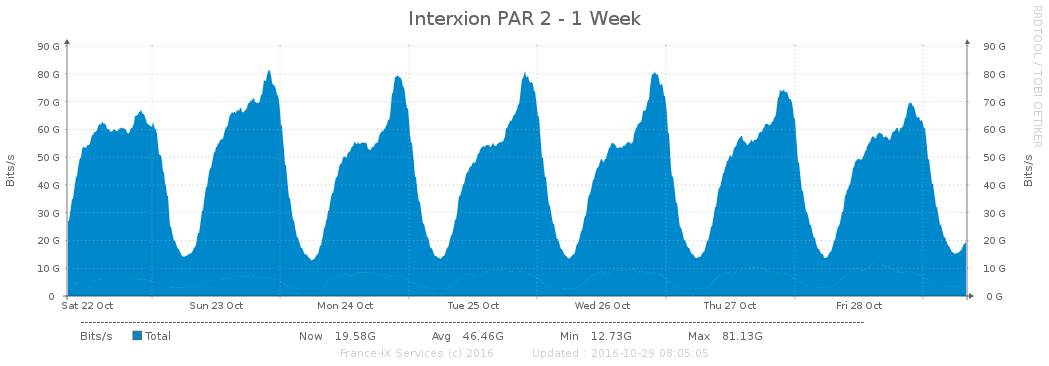 Interxion PAR 2 - 1 Week
RRDTOOL / TOBI OETIKER
Bits/s
Bits/s
90 G 90 G
80 G 80 G
70 G 70 G
60 G 60 G
50 G 50 G
40 G 40 G
30 G 30 G
20 G 20 G
10 G 10 G
0 0 G
Sat 22 Oct Sun 23 Oct Mon 24 Oct Tue 25 Oct Wed 26 Oct Thu 27 Oct Fri 28 Oct
Bits/s Total Now 19.58G Avg 46.46G Min 12.73G Max 81.13G
France-IX Services (c) 2016 Updated : 2016-10-29 08:05:05